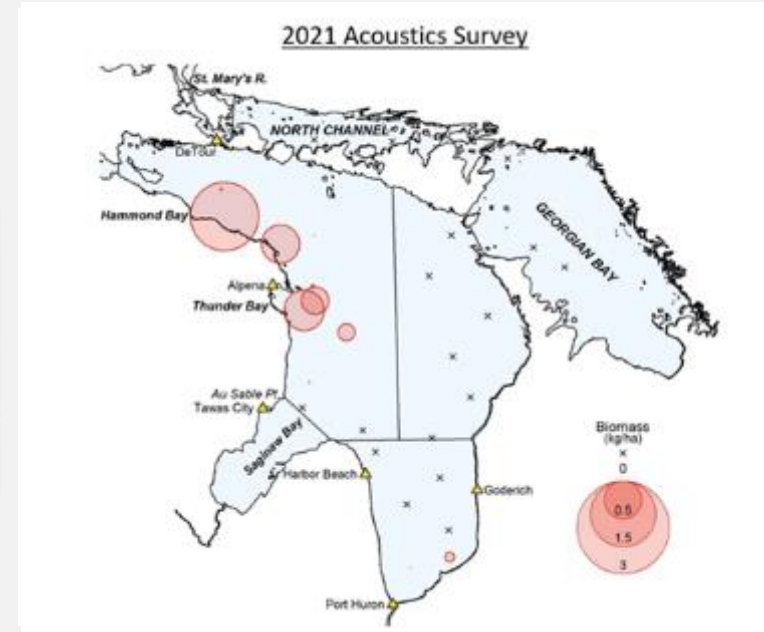 2021 Acoustics Survey
St. Mary's R.
NORTH CHANNEL
DeTour
Hammond Bay
GEORGIAN BAY
Alpena
Thunder Bay
Au Sable Pt.
Tawas City
Saginaw Bay
Harbor Beach
Goderich
Port Huron
Biomass
(kg/ha)
×
0
0.5
1.5
3